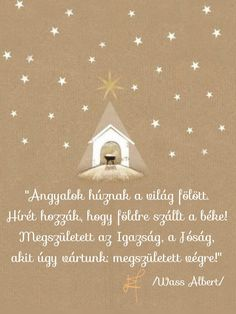 "Angyalok húznak a világ fölött.
Hírét hozzák, hogy földre szállt a béke!
Megszületett az Igazság, a Jóság,
akit úgy vártunk: megszületett végre!"
/Wass Albert/